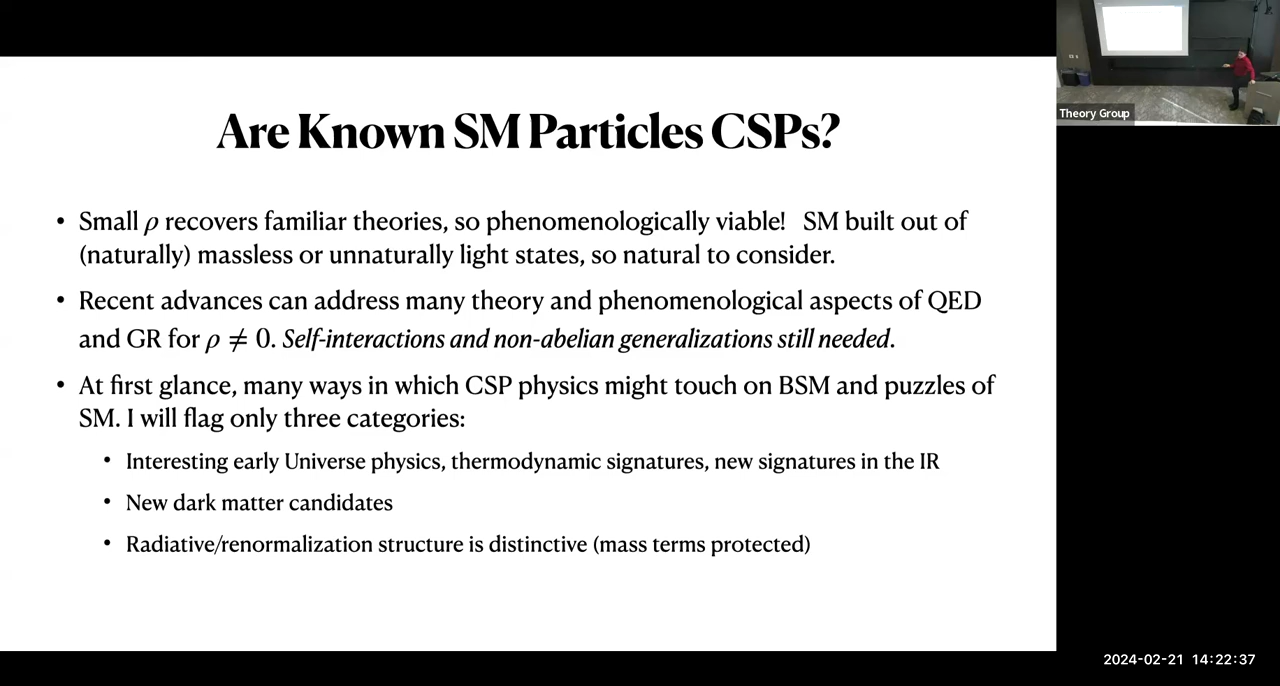 Are Known SM Particles CSPs?
• Small ρ recovers familiar theories, so phenomenologically viable! SM built out of
(naturally) massless or unnaturally light states, so natural to consider.
• Recent advances can address many theory and phenomenological aspects of QED
and GR for ρ ≠ 0. Self-interactions and non-abelian generalizations still needed.
• At first glance, many ways in which CSP physics might touch on BSM and puzzles of
SM. I will flag only three categories:
• Interesting early Universe physics, thermodynamic signatures, new signatures in the IR
• New dark matter candidates
• Radiative/renormalization structure is distinctive (mass terms protected)
Theory Group
2024-02-21 14:22:37